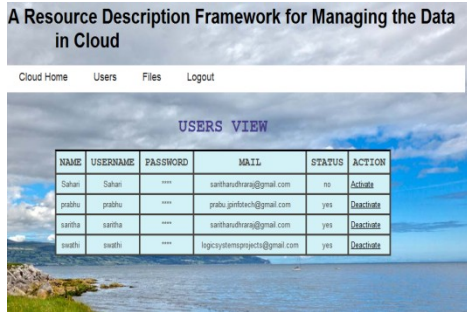 A Resource Description Framework for Managing the Data
in Cloud
Cloud Home Users Files Logout
USERS VIEW
NAME USERNAME PASSWORD MAIL STATUS ACTION
Sahari Sahari **** saritharudhraraj@gmail.com no Activate
prabhu prabhu **** prabu.jpinfotech@gmail.com yes Deactivate
saritha saritha **** saritharudhraraj@gmail.com yes Deactivate
swathi swathi **** logicsystemsprojects@gmail.com yes Deactivate